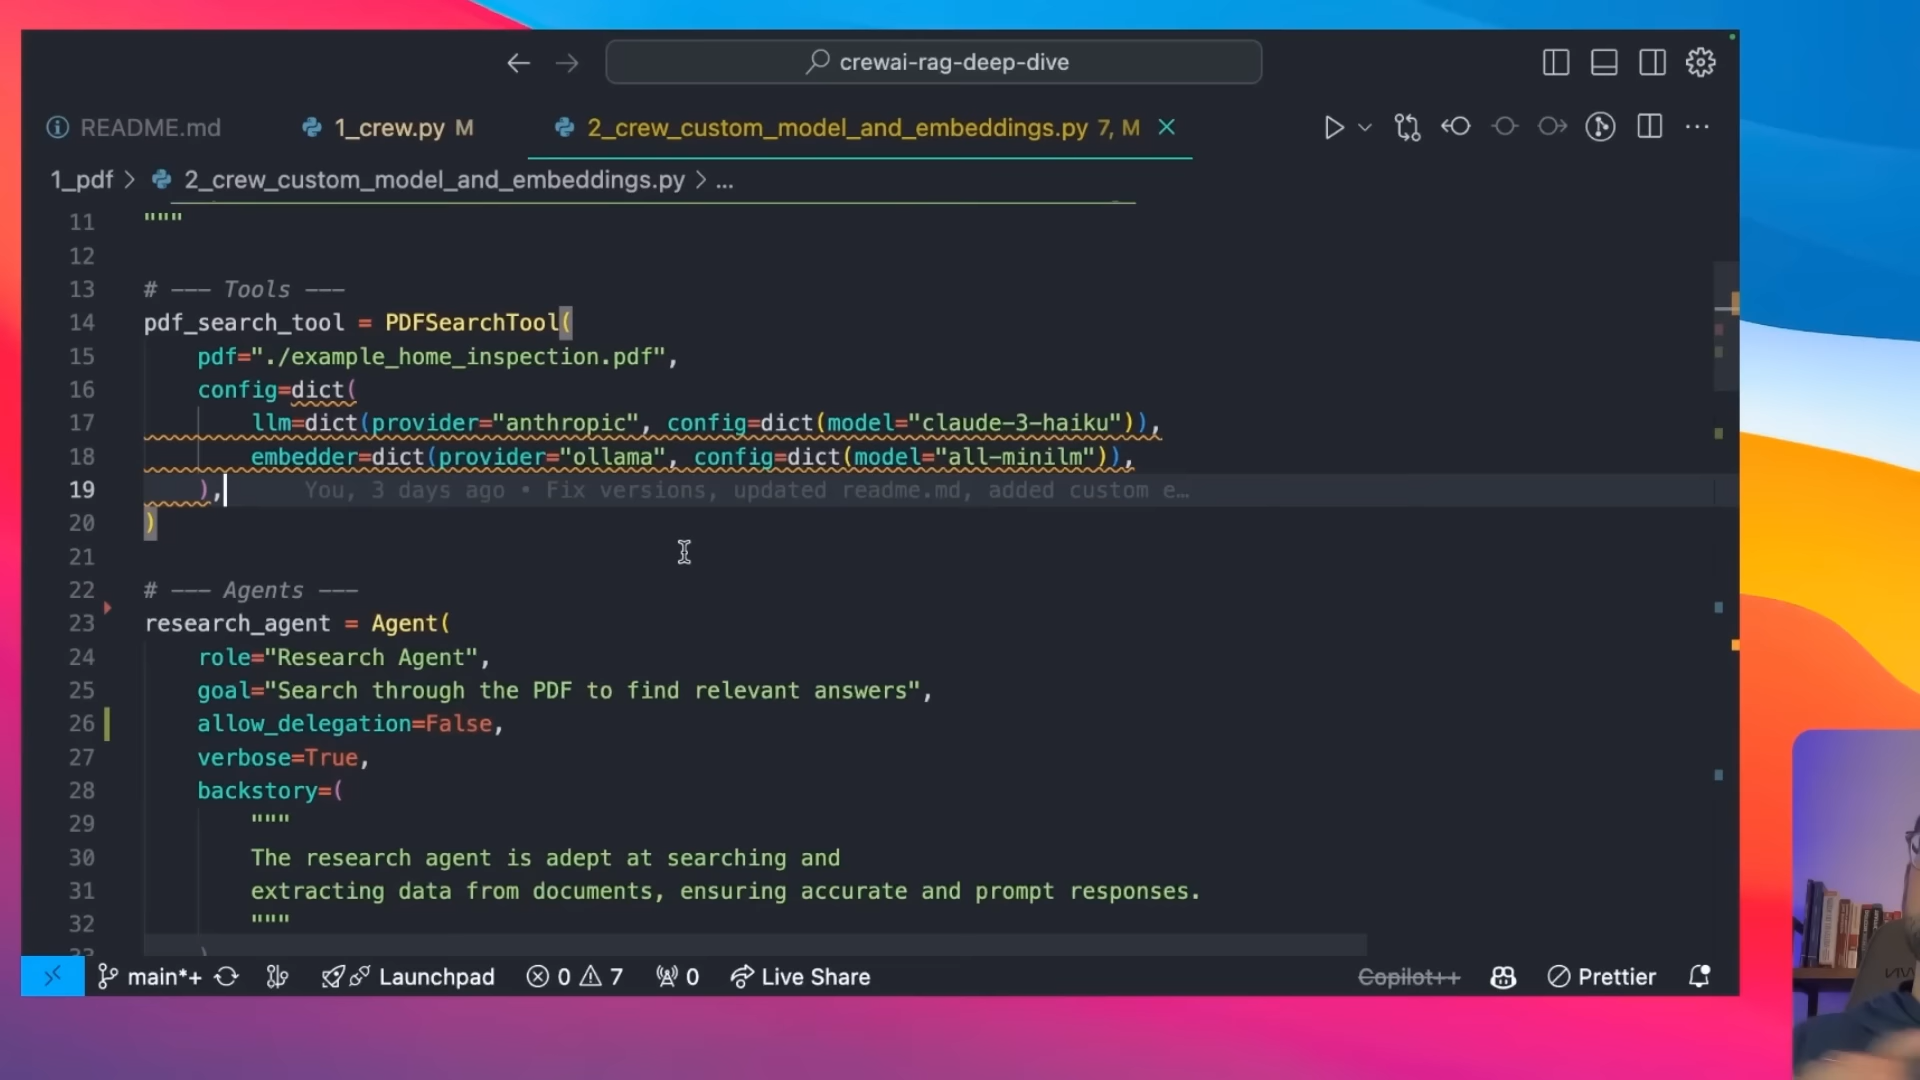 crewai-rag-deep-dive
README.md 1_crew.py M 2_crew_custom_model_and_embeddings.py 7, M
1_pdf > 2_crew_custom_model_and_embeddings.py > ...
11 """
12
13 # --- Tools ---
14 pdf_search_tool = PDFSearchTool(
15 pdf="./example_home_inspection.pdf",
16 config=dict(
17 llm=dict(provider="anthropic", config=dict(model="claude-3-haiku")),
18 embedder=dict(provider="ollama", config=dict(model="all-minilm")),
19 ), You, 3 days ago • Fix versions, updated readme.md, added custom e…
20 )
21
22 # --- Agents ---
23 research_agent = Agent(
24 role="Research Agent",
25 goal="Search through the PDF to find relevant answers",
26 allow_delegation=False,
27 verbose=True,
28 backstory=(
29 """
30 The research agent is adept at searching and
31 extracting data from documents, ensuring accurate and prompt responses.
32 """
main*+ Launchpad 0 7 0 Live Share Copilot++ Prettier